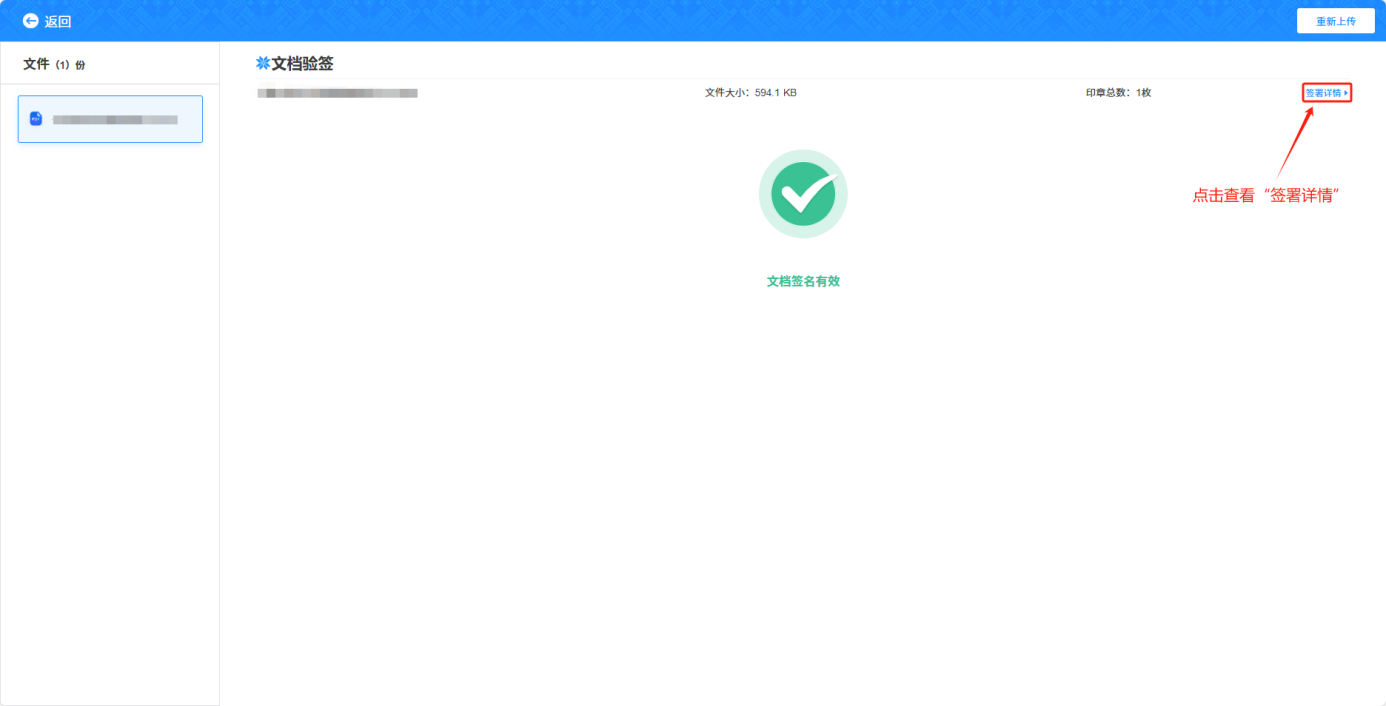 返回
重新上传
文件（1）份
文档验签
文件大小：594.1 KB
印章总数：1枚
签署详情
点击查看“签署详情”
文档签名有效